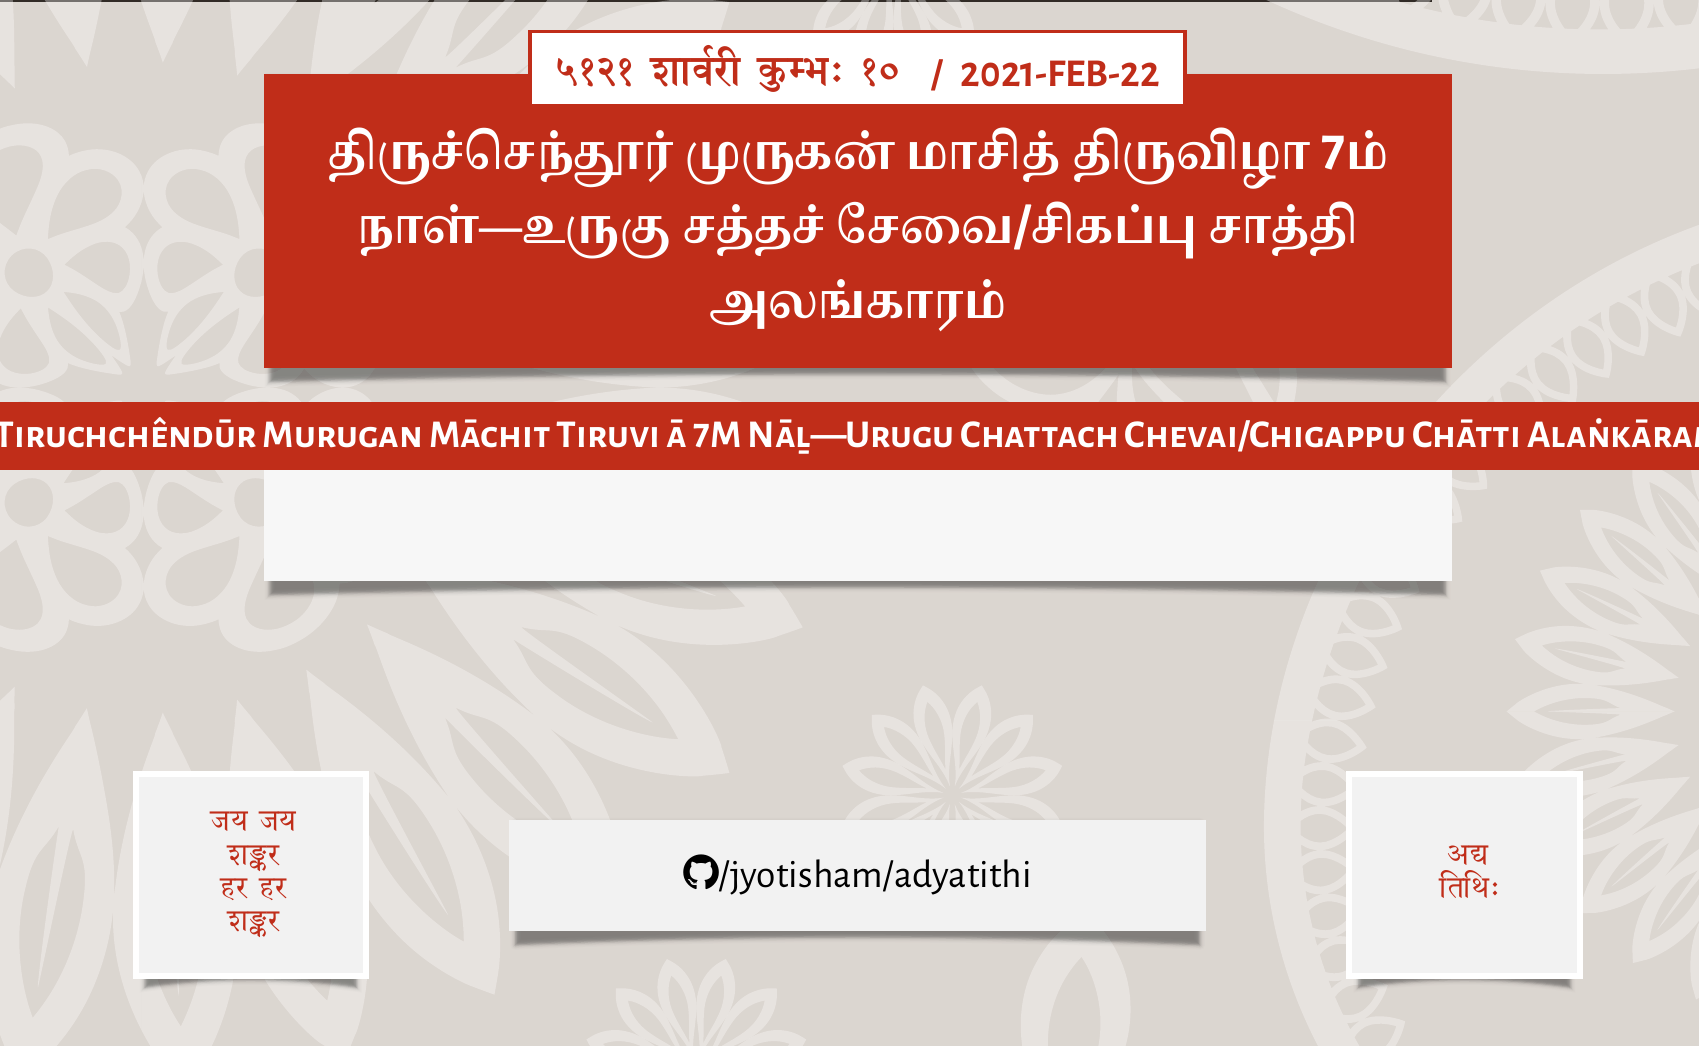 ५१२१ शार्वरी कुम्भः १० / 2021-FEB-22
திருச்செந்தூர் முருகன் மாசித் திருவிழா 7ம்
நாள்—உருகு சத்தச் சேவை/சிகப்பு சாத்தி
அலங்காரம்
Tiruchchêndūr Murugan Māchit Tiruvi ā 7M Nāḻ—Urugu Chattach Chevai/Chigappu Chātti Alaṅkāram
जय जय
शङ्कर
हर हर
शङ्कर
/jyotisham/adyatithi
अद्य
तिथिः